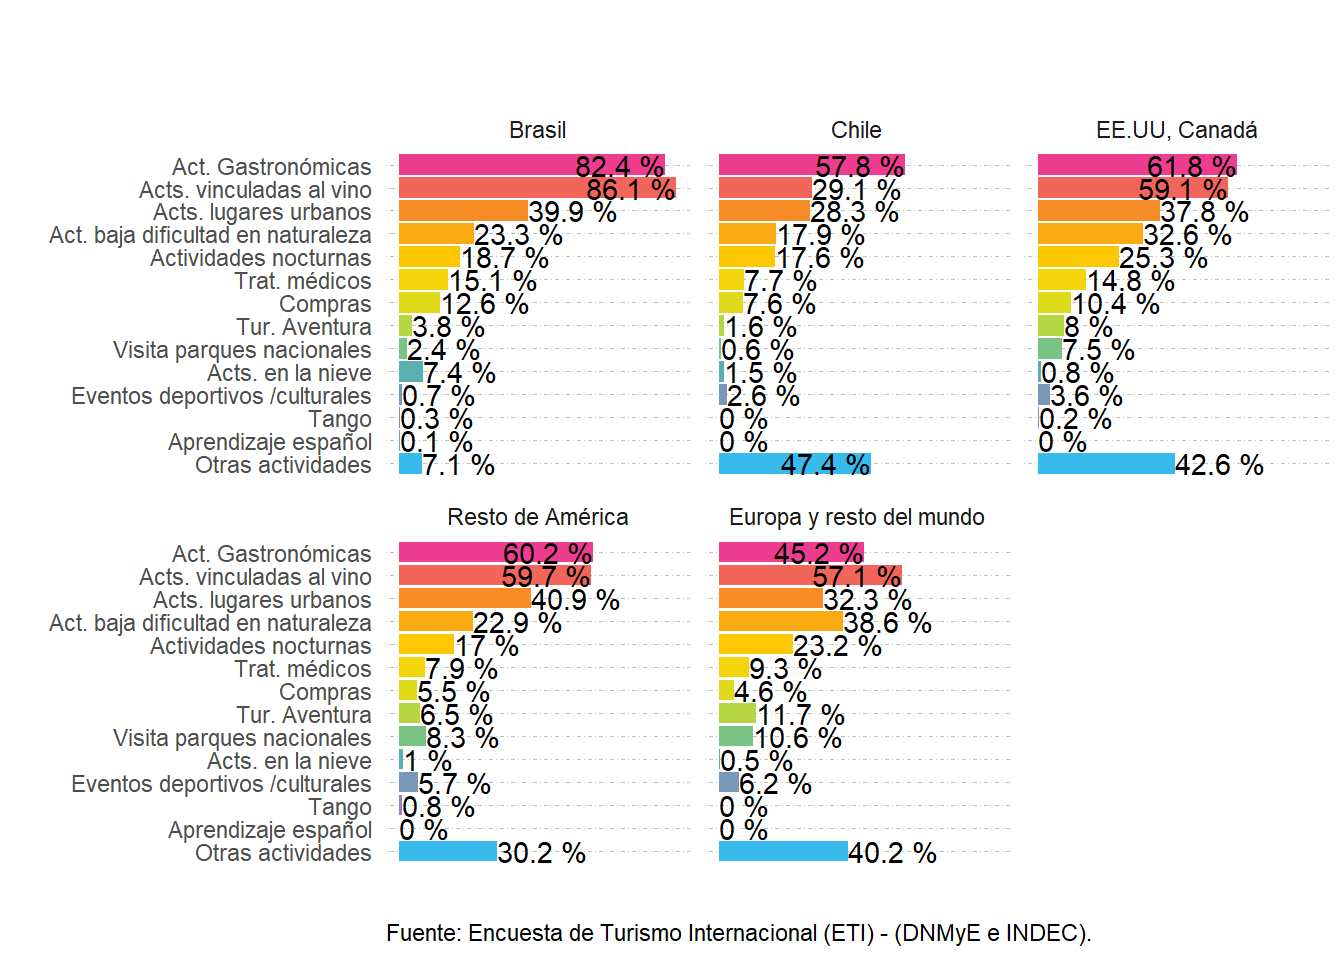 Brasil Chile EE.UU, Canadá
Act. Gastronómicas 82.4 % 57.8 % 61.8 %
Acts. vinculadas al vino 86.1 % 29.1 % 59.1 %
Acts. lugares urbanos 39.9 % 28.3 % 37.8 %
Act. baja dificultad en naturaleza 23.3 % 17.9 % 32.6 %
Actividades nocturnas 18.7 % 17.6 % 25.3 %
Trat. médicos 15.1 % 7.7 % 14.8 %
Compras 12.6 % 7.6 % 10.4 %
Tur. Aventura 3.8 % 1.6 % 8 %
Visita parques nacionales 2.4 % 0.6 % 7.5 %
Acts. en la nieve 7.4 % 1.5 % 0.8 %
Eventos deportivos /culturales 0.7 % 2.6 % 3.6 %
Tango 0.3 % 0 % 0.2 %
Aprendizaje español 0.1 % 0 % 0 %
Otras actividades 7.1 % 47.4 % 42.6 %
Resto de América Europa y resto del mundo
Act. Gastronómicas 60.2 % 45.2 %
Acts. vinculadas al vino 59.7 % 57.1 %
Acts. lugares urbanos 40.9 % 32.3 %
Act. baja dificultad en naturaleza 22.9 % 38.6 %
Actividades nocturnas 17 % 23.2 %
Trat. médicos 7.9 % 9.3 %
Compras 5.5 % 4.6 %
Tur. Aventura 6.5 % 11.7 %
Visita parques nacionales 8.3 % 10.6 %
Acts. en la nieve 1 % 0.5 %
Eventos deportivos /culturales 5.7 % 6.2 %
Tango 0.8 % 0 %
Aprendizaje español 0 % 0 %
Otras actividades 30.2 % 40.2 %
Fuente: Encuesta de Turismo Internacional (ETI) - (DNMyE e INDEC).